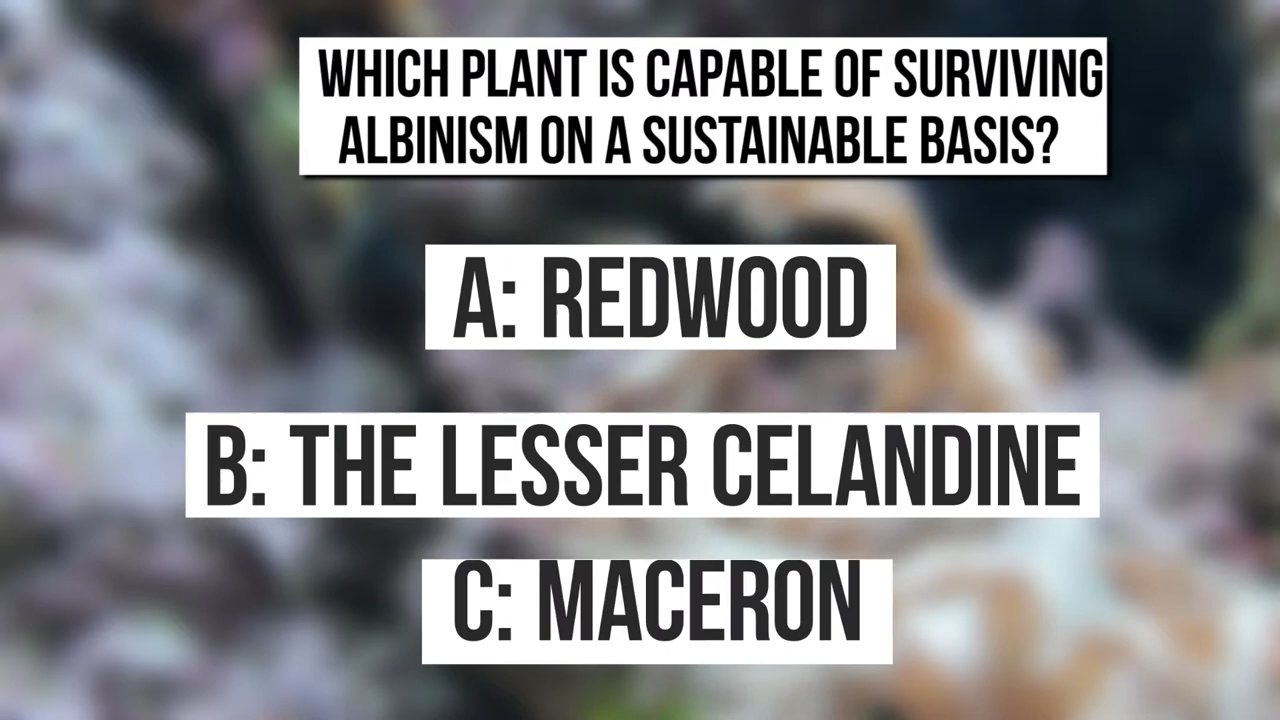 WHICH PLANT IS CAPABLE OF SURVIVING
ALBINISM ON A SUSTAINABLE BASIS?
A: REDWOOD
B: THE LESSER CELANDINE
C: MACERON